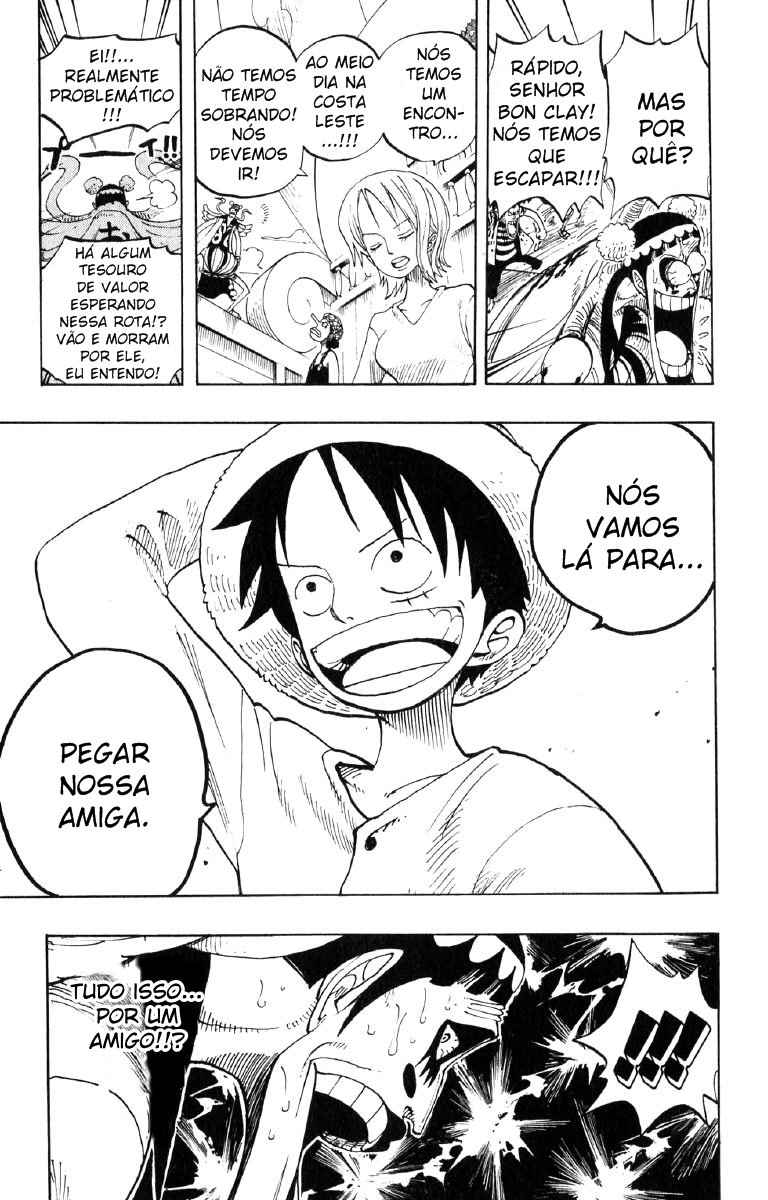 MAS
POR
QUÊ?
RÁPIDO,
SENHOR
BON CLAY!
NÓS TEMOS
QUE
ESCAPAR!!!
NÓS
TEMOS
UM
ENCON-
TRO...
AO MEIO
DIA NA
COSTA
LESTE
...!!!
NÃO TEMOS
TEMPO
SOBRANDO!
NÓS
DEVEMOS
IR!
EI!!...
REALMENTE
PROBLEMÁTICO
!!!
プーイ!!
HÁ ALGUM
TESOURO
DE VALOR
ESPERANDO
NESSA ROTA!?
VÃO E MORRAM
POR ELE,
EU ENTENDO!
NÓS
VAMOS
LÁ PARA...
PEGAR
NOSSA
AMIGA.
!!!!
TUDO ISSO...
POR UM
AMIGO!!?